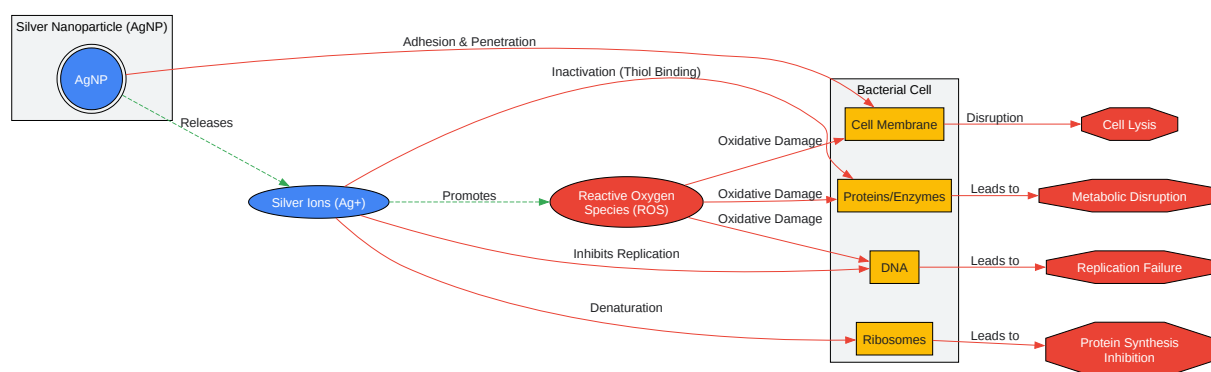 Silver Nanoparticle (AgNP)
AgNP
Adhesion & Penetration
Inactivation (Thiol Binding)
Releases
Bacterial Cell
Cell Membrane
Disruption
Cell Lysis
Oxidative Damage
Silver Ions (Ag+)
Promotes
Reactive Oxygen
Species (ROS)
Oxidative Damage
Proteins/Enzymes
Leads to
Metabolic Disruption
Oxidative Damage
Inhibits Replication
DNA
Leads to
Replication Failure
Denaturation
Ribosomes
Leads to
Protein Synthesis
Inhibition